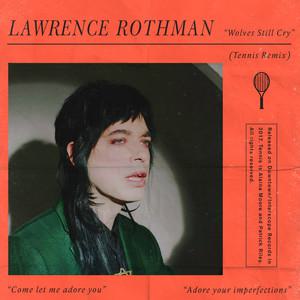 LAWRENCE ROTHMAN
“Wolves Still Cry”
(Tennis Remix)
Released on Downtown/Interscope Records in
2017. Tennis is Alaina Moore and Patrick Riley.
All rights reserved.
“Come let me adore you”
“Adore your imperfections”